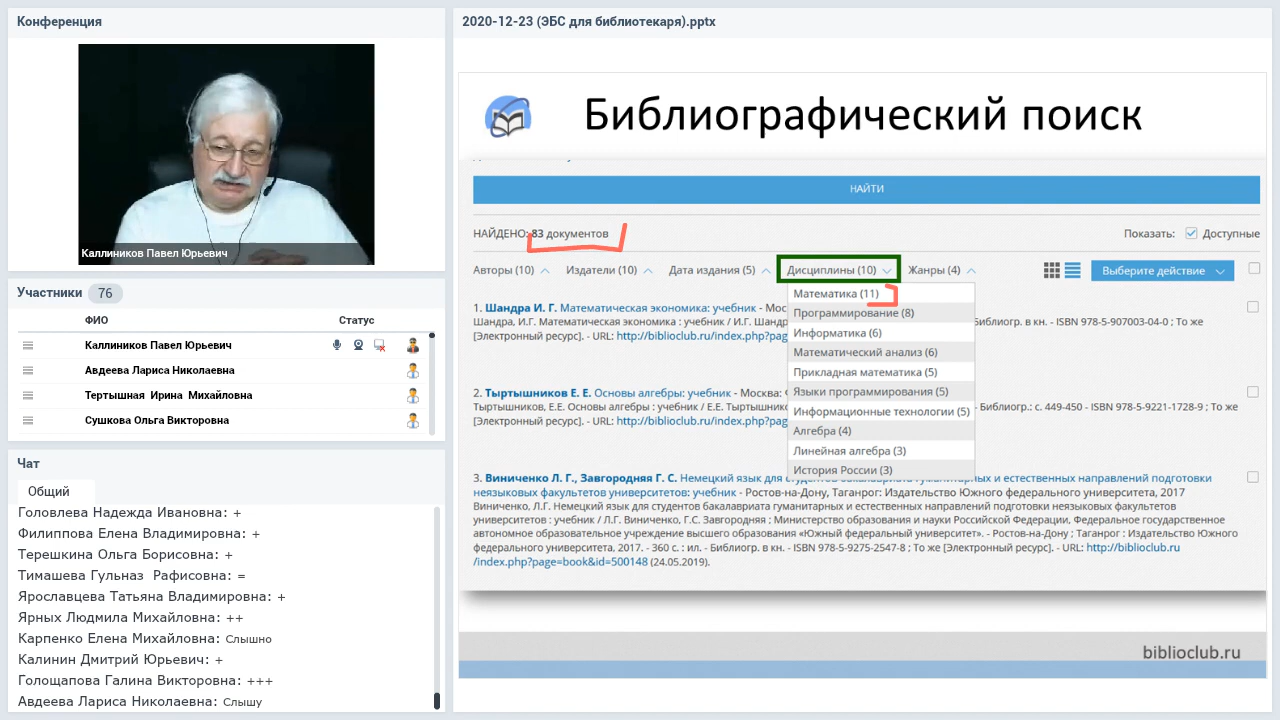 Конференция
Каллиников Павел Юрьевич
Участники 76
ФИО Статус
Каллиников Павел Юрьевич
Авдеева Лариса Николаевна
Тертышная Ирина Михайловна
Сушкова Ольга Викторовна
Чат
Общий
Головлева Надежда Ивановна: +
Филиппова Елена Владимировна: +
Терешкина Ольга Борисовна: +
Тимашева Гульназ Рафисовна: =
Ярославцева Татьяна Владимировна: +
Ярных Людмила Михайловна: ++
Карпенко Елена Михайловна: Слышно
Калинин Дмитрий Юрьевич: +
Голощапова Галина Викторовна: +++
Авдеева Лариса Николаевна: Слышу
2020-12-23 (ЭБС для библиотекаря).pptx
Библиографический поиск
НАЙТИ
НАЙДЕНО: 83 документов Показать: Доступные
Авторы (10) Издатели (10) Дата издания (5) Дисциплины (10) Жанры (4) Выберите действие
Математика (11)
Программирование (8)
Информатика (6)
Математический анализ (6)
Прикладная математика (5)
Языки программирования (5)
Информационные технологии (5)
Алгебра (4)
Линейная алгебра (3)
История России (3)
1. Шандра И. Г. Математическая экономика: учебник - Мос
Шандра, И.Г. Математическая экономика : учебник / И.Г. Шандр Библиогр. в кн. - ISBN 978-5-907003-04-0 ; То же
[Электронный ресурс]. - URL: http://biblioclub.ru/index.php?pag
2. Тыртышников Е. Е. Основы алгебры: учебник - Москва: Ф
Тыртышников, Е.Е. Основы алгебры : учебник / Е.Е. Тыртышнико - Библиогр.: с. 449-450 - ISBN 978-5-9221-1728-9 ; То же
[Электронный ресурс]. - URL: http://biblioclub.ru/index.php?pag
3. Виниченко Л. Г., Завгородняя Г. С. Немецкий язык для студентов бакалавриата гуманитарных и естественных направлений подготовки
неязыковых факультетов университетов: учебник - Ростов-на-Дону, Таганрог: Издательство Южного федерального университета, 2017
Виниченко, Л.Г. Немецкий язык для студентов бакалавриата гуманитарных и естественных направлений подготовки неязыковых факультетов
университетов : учебник / Л.Г. Виниченко, Г.С. Завгородняя ; Министерство образования и науки Российской Федерации, Федеральное государственное
автономное образовательное учреждение высшего образования «Южный федеральный университет». - Ростов-на-Дону ; Таганрог : Издательство Южного
федерального университета, 2017. - 360 с. : ил. - Библиогр. в кн. - ISBN 978-5-9275-2547-8 ; То же [Электронный ресурс]. - URL: http://biblioclub.ru
/index.php?page=book&id=500148 (24.05.2019).
biblioclub.ru